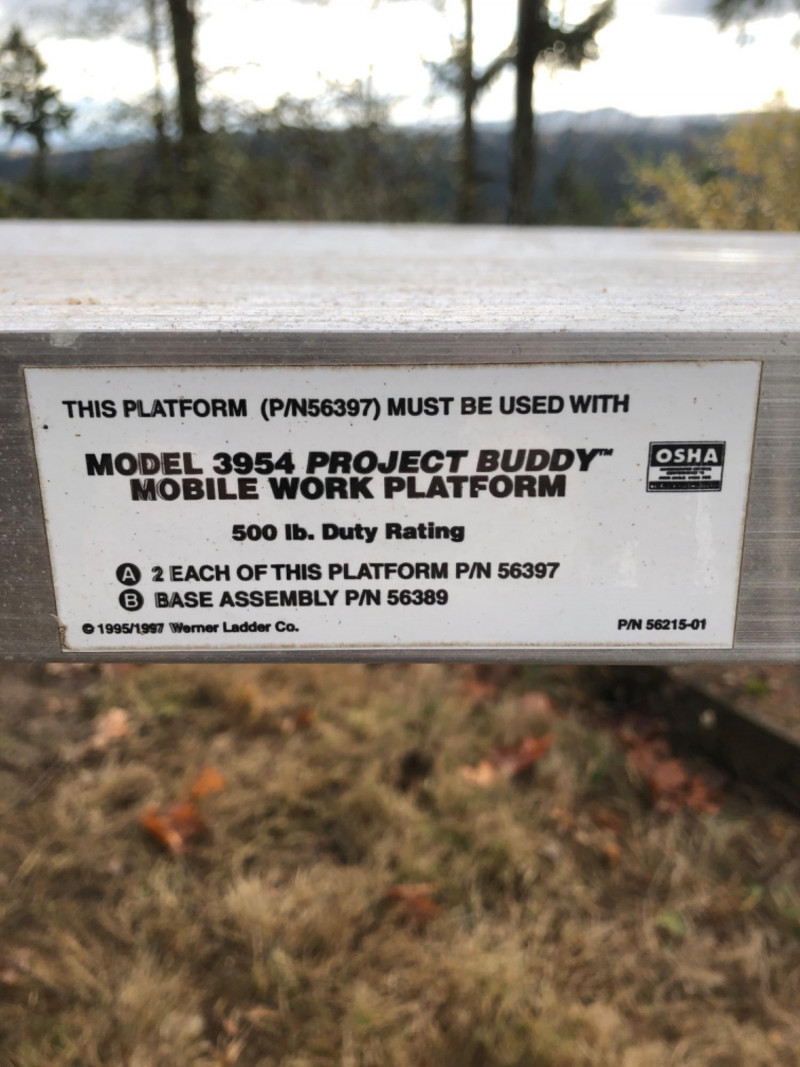 THIS PLATFORM (P/N56397) MUST BE USED WITH
MODEL 3954 PROJECT BUDDY™
MOBILE WORK PLATFORM
OSHA
500 lb. Duty Rating
A 2 EACH OF THIS PLATFORM P/N 56397
B BASE ASSEMBLY P/N 56389
© 1995/1997 Werner Ladder Co.
P/N 56215-01